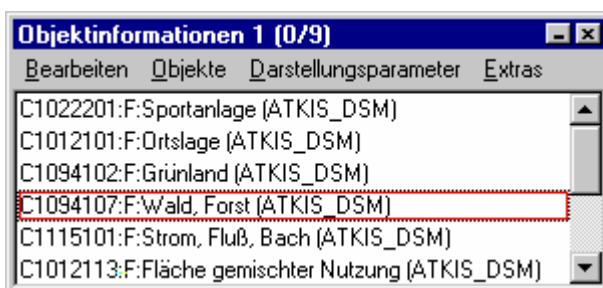 Objektinformationen 1 (0/9)
Bearbeiten Objekte Darstellungsparameter Extras
C1022201:F:Sportanlage (ATKIS_DSM)
C1012101:F:Ortslage (ATKIS_DSM)
C1094102:F:Grünland (ATKIS_DSM)
C1094107:F:Wald, Forst (ATKIS_DSM)
C1115101:F:Strom, Fluß, Bach (ATKIS_DSM)
C1012113:F:Fläche gemischter Nutzung (ATKIS_DSM)